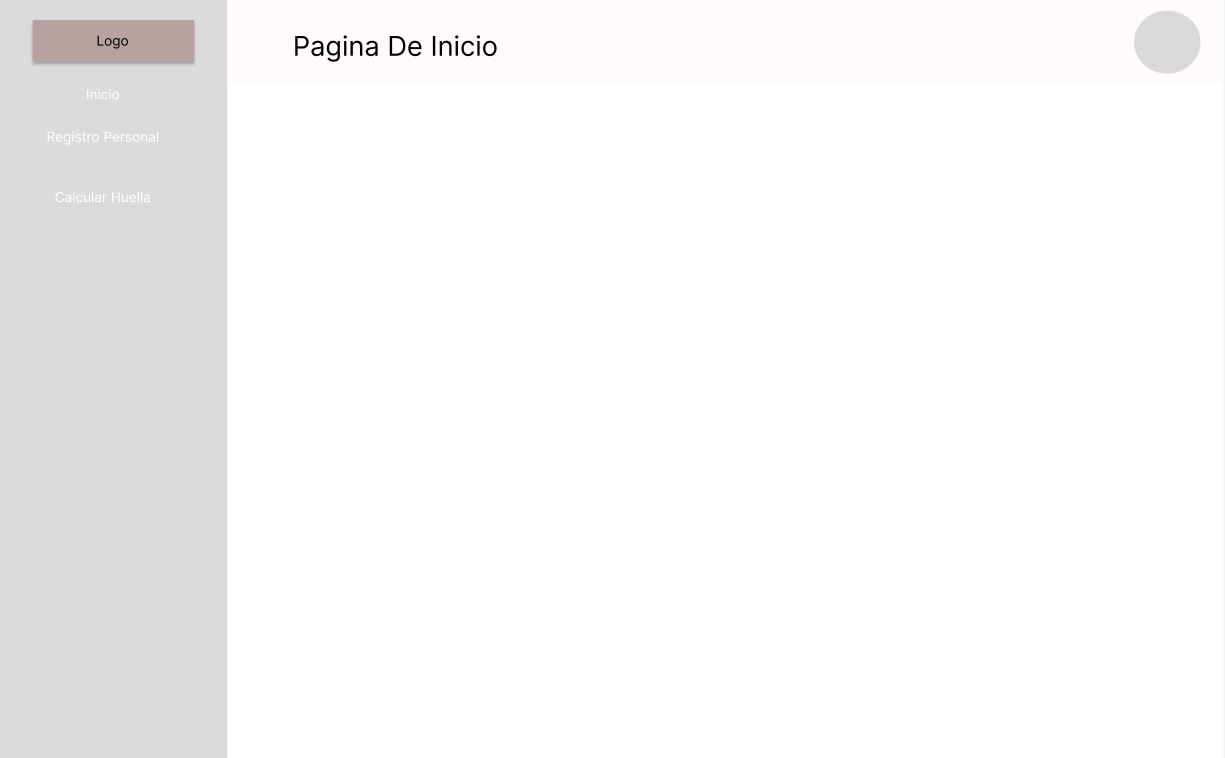 Logo
Inicio
Registro Personal
Calcular Huella
Pagina De Inicio